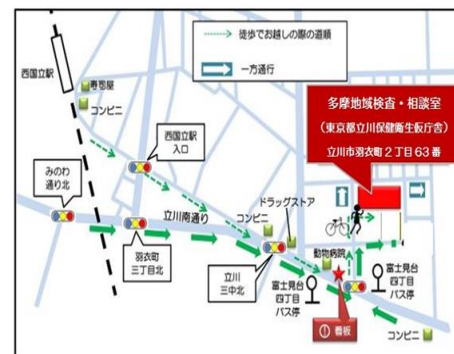 徒歩でお越しの際の道順
一方通行
西国立駅
寿司屋
コンビニ
西国立駅
入口
みのわ
通り北
立川南通り
羽衣町
三丁目北
コンビニ
ドラッグストア
立川
三中北
動物病院
富士見台
四丁目
バス停
看板
富士見台
四丁目
バス停
コンビニ
多摩地域検査・相談室
(東京都立川保健衛生仮庁舎)
立川市羽衣町2丁目63番